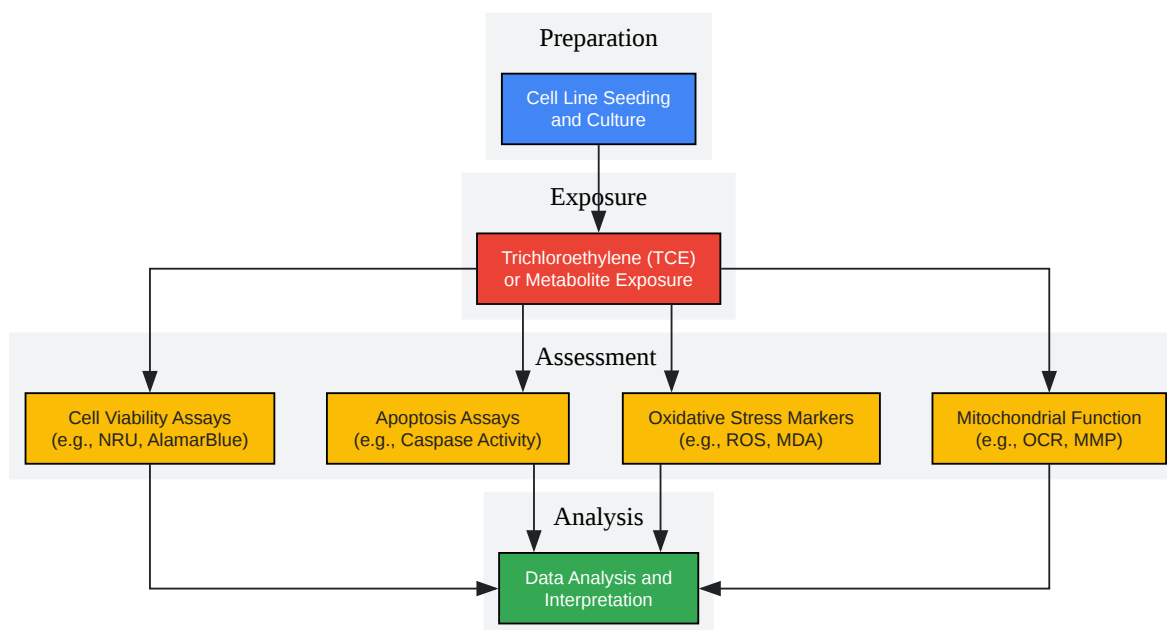 Preparation
Cell Line Seeding
and Culture
Exposure
Trichloroethylene (TCE)
or Metabolite Exposure
Assessment
Cell Viability Assays
(e.g., NRU, AlamarBlue)
Apoptosis Assays
(e.g., Caspase Activity)
Oxidative Stress Markers
(e.g., ROS, MDA)
Mitochondrial Function
(e.g., OCR, MMP)
Analysis
Data Analysis and
Interpretation